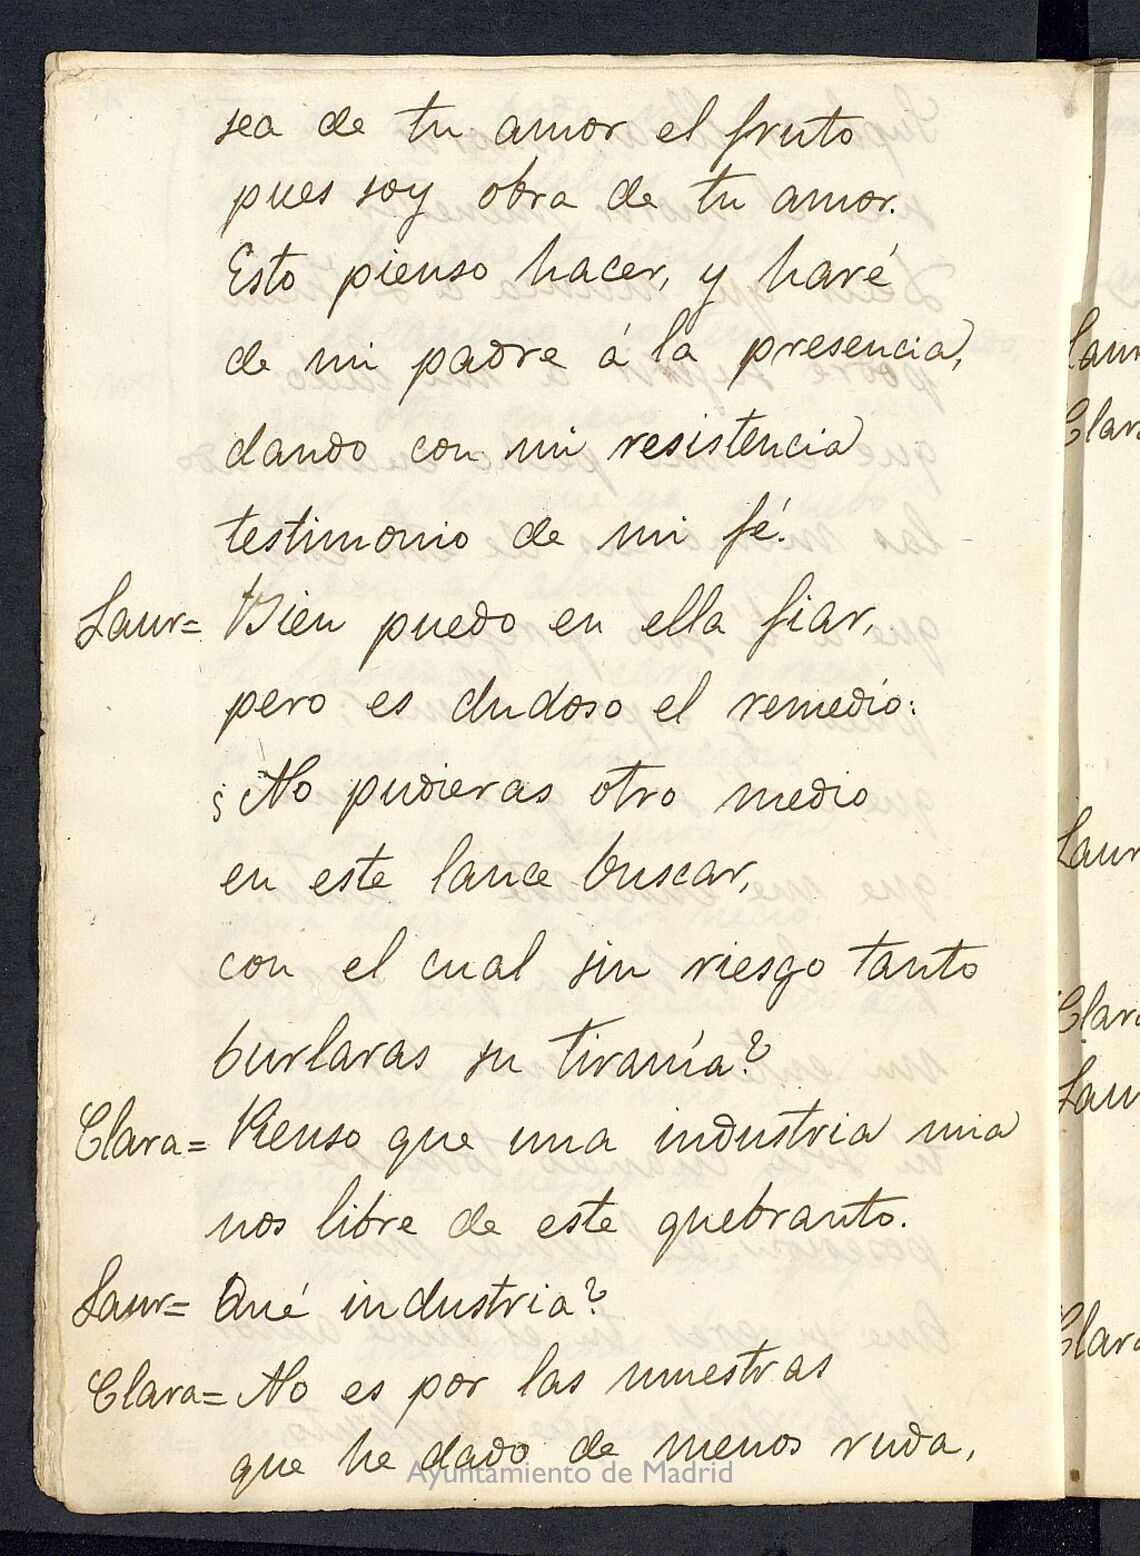 sea de tu amor el fruto
pues soy obra de tu amor.
Esto pienso hacer, y haré
de mi padre á la presencia,
dando con mi resistencia
testimonio de mi fé.
Laur= Bien puedo en ella fiar,
pero es dudoso el remedio:
¿No pudieras otro medio
en este lance buscar,
con el cual sin riesgo tanto
burlaras su tiranía?
Clara= Pienso que una industria mia
nos libre de este quebranto.
Laur= Qué industria?
Clara= No es por las muestras
que he dado de menos ruda,
Ayuntamiento de Madrid
Laur
Clara
Laur
Clara
Laur
Clara